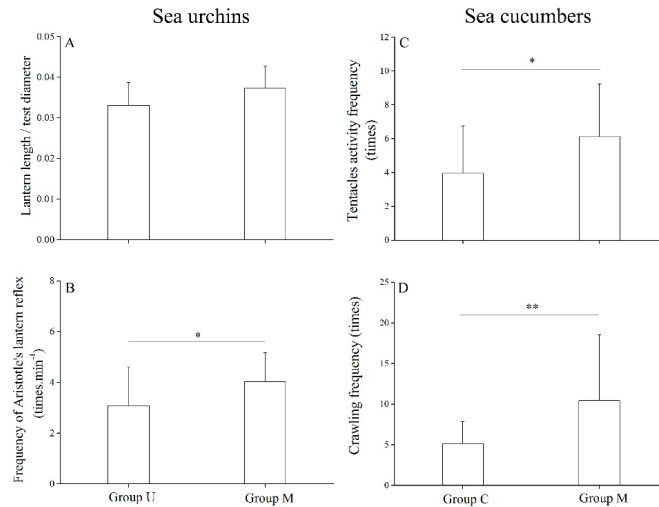 Sea urchins
Sea cucumbers
A
Lantern length / test diameter
0.05
0.04
0.03
0.02
0.01
0.00
C
Tentacles activity frequency
(times)
12
10
8
6
4
2
0
*
B
Frequency of Aristotle's lantern reflex
(times.min⁻¹)
8
6
4
2
0
*
Group U
Group M
D
Crawling frequency (times)
25
20
15
10
5
0
**
Group C
Group M